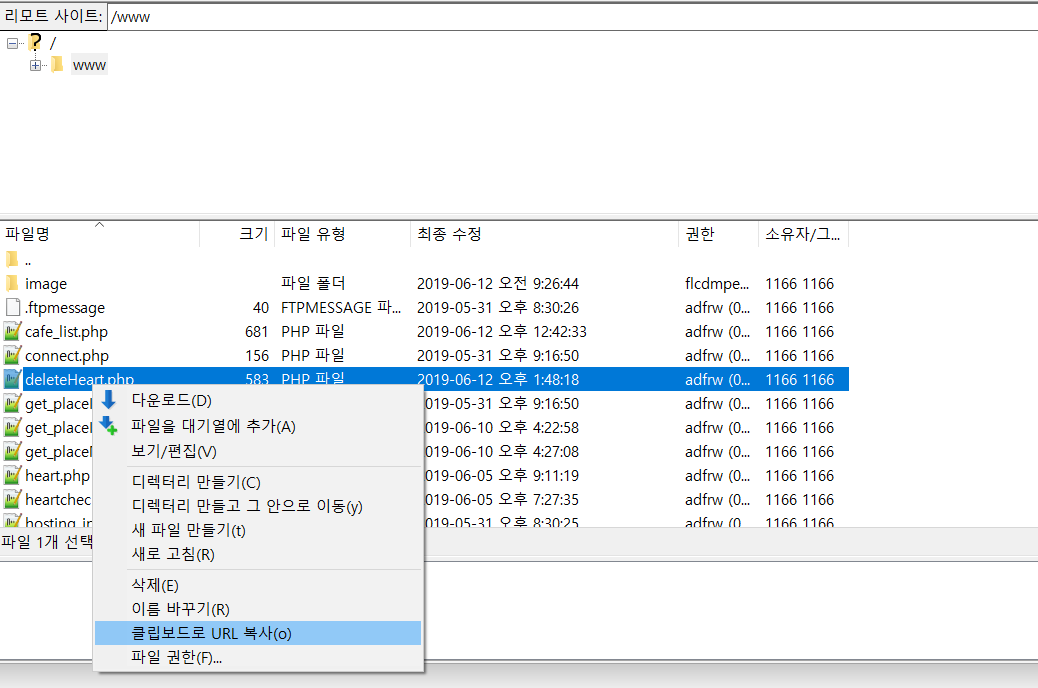 리모트 사이트: /www
/
www
파일명 크기 파일 유형 최종 수정 권한 소유자/그...
..
image 파일 폴더 2019-06-12 오전 9:26:44 flcdmpe... 1166 1166
.ftpmessage 40 FTPMESSAGE 파... 2019-05-31 오후 8:30:26 adfrw (0... 1166 1166
cafe_list.php 681 PHP 파일 2019-06-12 오후 12:42:33 adfrw (0... 1166 1166
connect.php 156 PHP 파일 2019-05-31 오후 9:16:50 adfrw (0... 1166 1166
deleteHeart.php 583 PHP 파일 2019-06-12 오후 1:48:18 adfrw (0... 1166 1166
get_place 2019-05-31 오후 9:16:50 adfrw (0... 1166 1166
get_place 2019-06-10 오후 4:22:58 adfrw (0... 1166 1166
get_place 2019-06-10 오후 4:27:08 adfrw (0... 1166 1166
heart.php 2019-06-05 오후 9:11:19 adfrw (0... 1166 1166
heartchec 2019-06-05 오후 7:27:35 adfrw (0... 1166 1166
hosting_in 2019-05-31 오후 8:30:25 adfrw (0... 1166 1166
파일 1개 선택
다운로드(D)
파일을 대기열에 추가(A)
보기/편집(V)
디렉터리 만들기(C)
디렉터리 만들고 그 안으로 이동(y)
새 파일 만들기(t)
새로 고침(R)
삭제(E)
이름 바꾸기(R)
클립보드로 URL 복사(o)
파일 권한(F)...